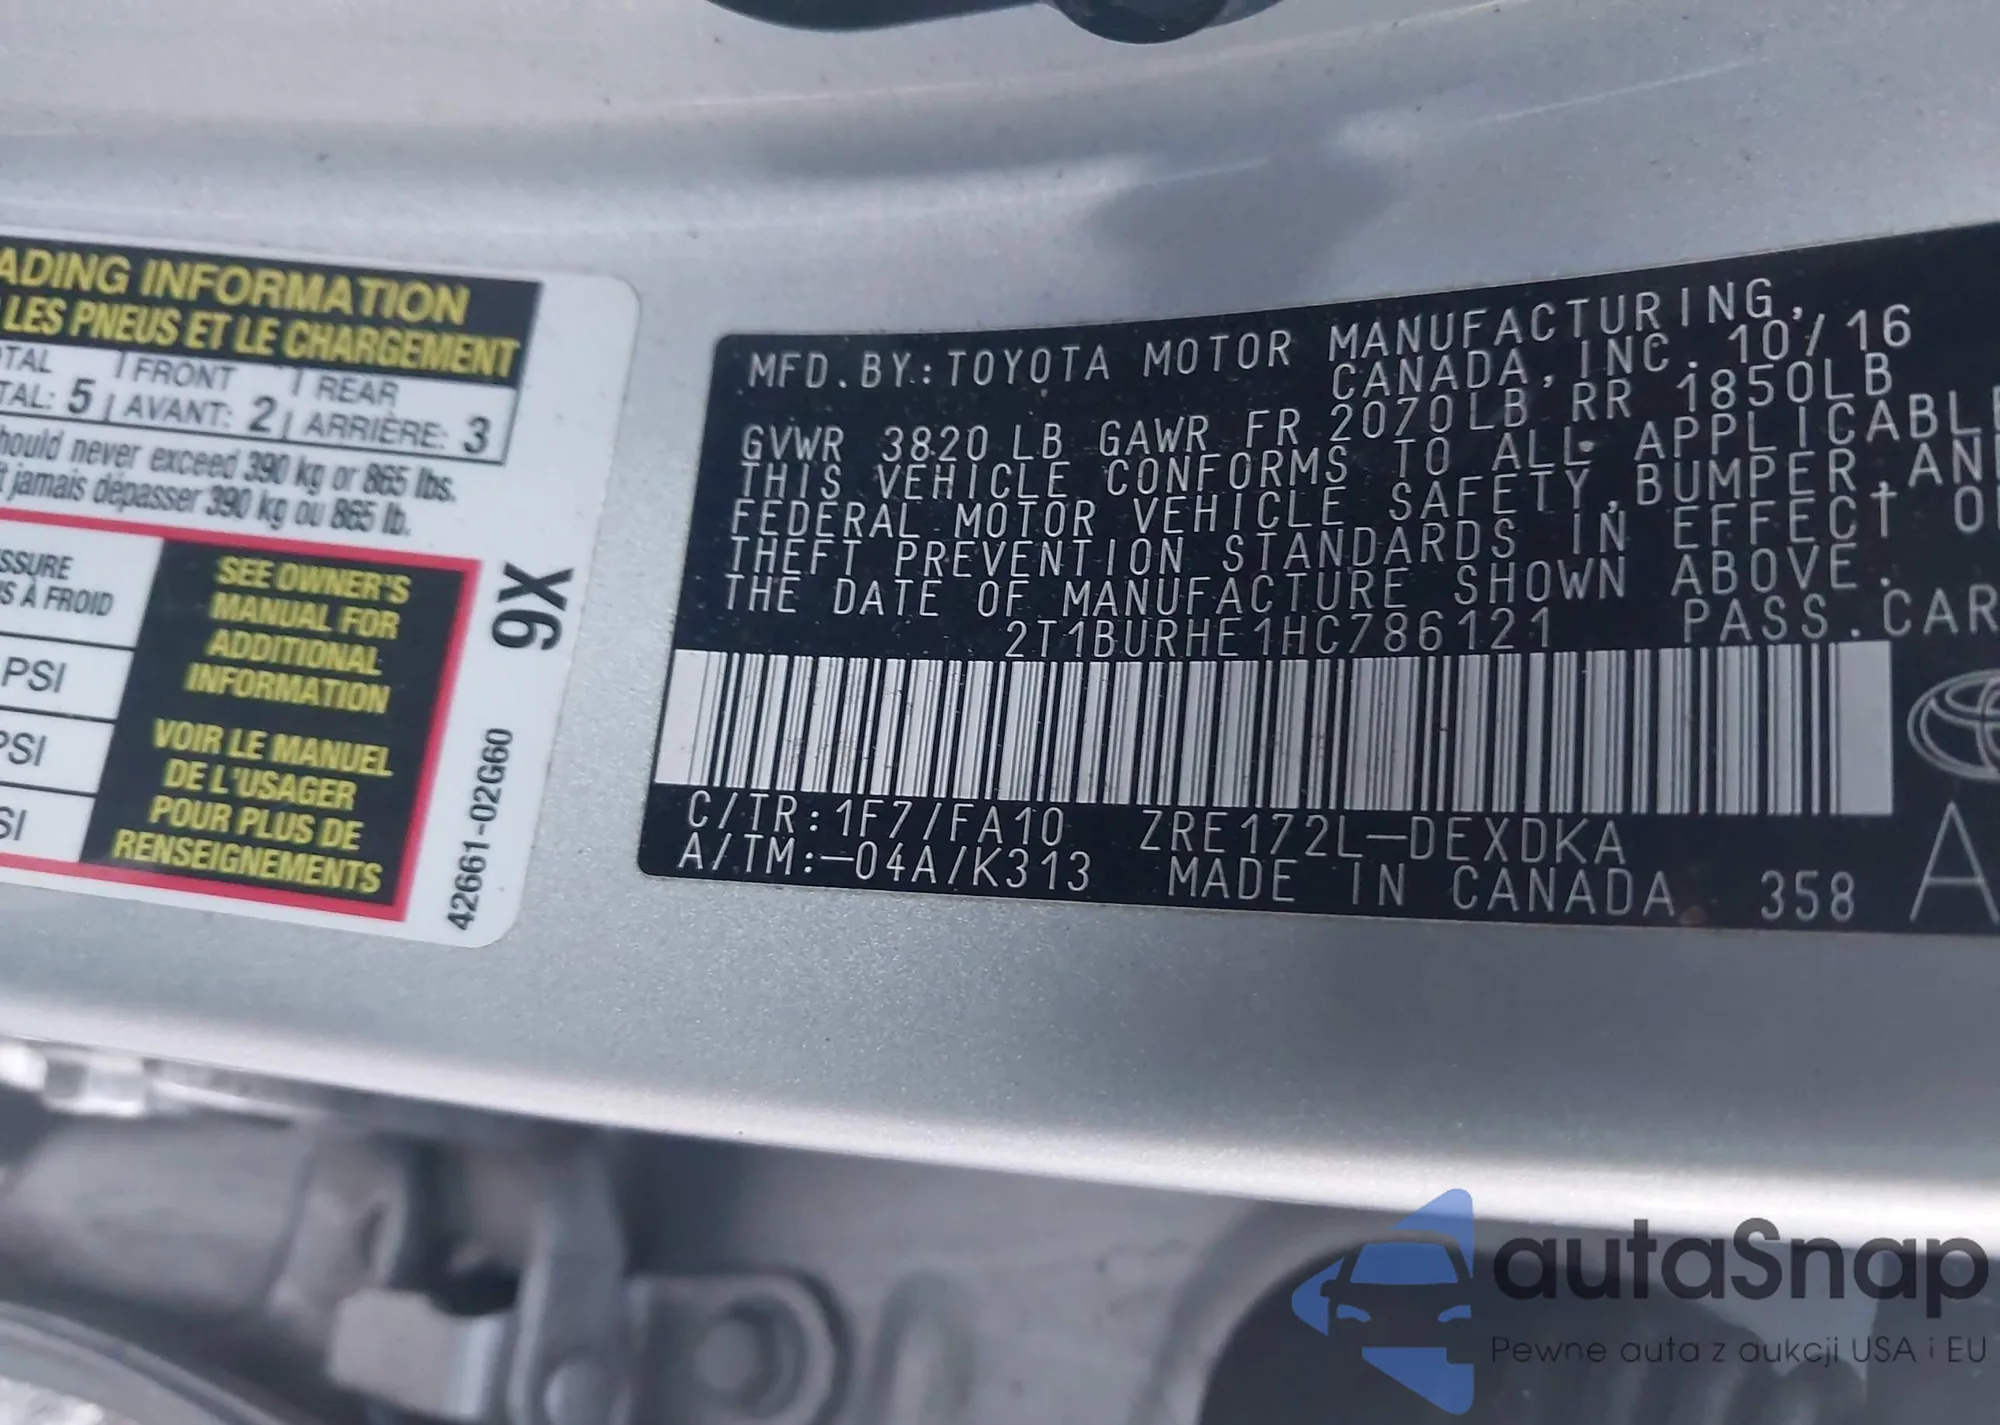 ADING INFORMATION
LES PNEUS ET LE CHARGEMENT
OTAL FRONT REAR
TAL: 5 AVANT: 2 ARRIÈRE: 3
hould never exceed 390 kg or 865 lbs.
t jamais dépasser 390 kg ou 865 lb.
SSURE
S À FROID
PSI
PSI
SI
SEE OWNER'S
MANUAL FOR
ADDITIONAL
INFORMATION
VOIR LE MANUEL
DE L'USAGER
POUR PLUS DE
RENSEIGNEMENTS
9X
42661-02G60
MFD.BY:TOYOTA MOTOR MANUFACTURING,
CANADA, INC. 10/16
GVWR 3820 LB GAWR FR 2070LB RR 1850LB
THIS VEHICLE CONFORMS TO ALL APPLICABLE
FEDERAL MOTOR VEHICLE SAFETY,BUMPER,AN
THEFT PREVENTION STANDARDS IN EFFECT O
THE DATE OF MANUFACTURE SHOWN ABOVE.
2T1BURHE1HC786121 PASS.CAR
C/TR:1F7/FA10 ZRE172L-DEXDKA
A/TM:-04A/K313 MADE IN CANADA 358 A
autaSnap
Pewne auta z aukcji USA i EU